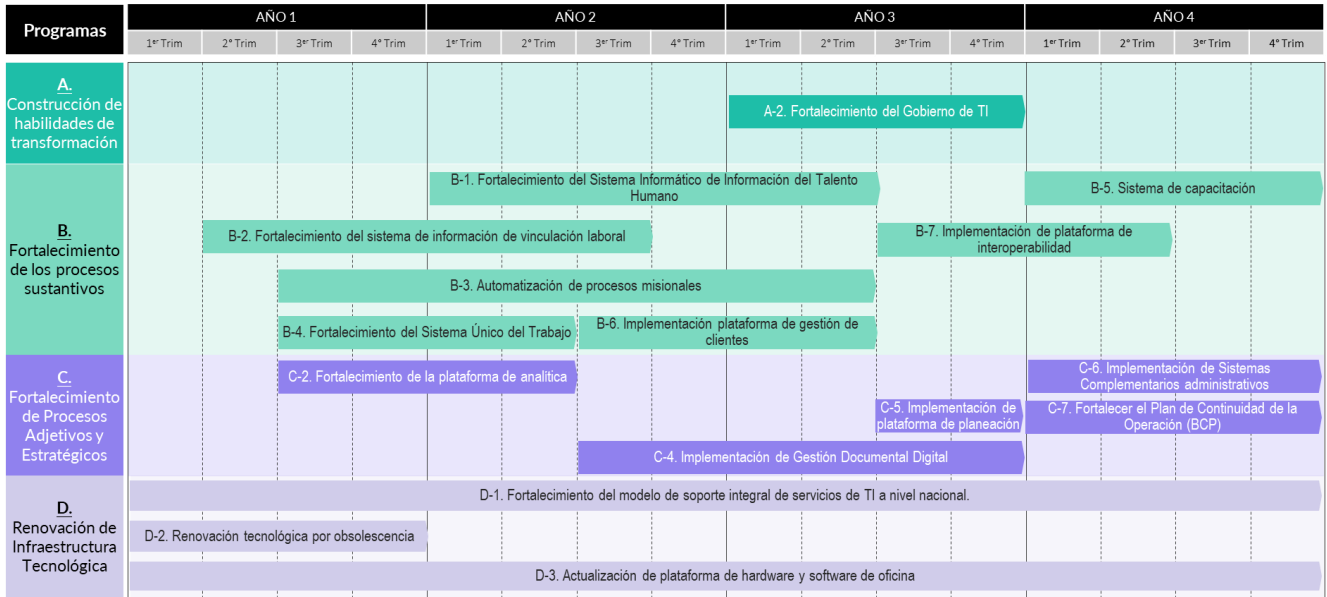 Programas
AÑO 1
AÑO 2
AÑO 3
AÑO 4
1er Trim
2° Trim
3er Trim
4° Trim
1er Trim
2° Trim
3er Trim
4° Trim
1er Trim
2° Trim
3er Trim
4° Trim
1er Trim
2° Trim
3er Trim
4° Trim
A.
Construcción de
habilidades de
transformación
A-2. Fortalecimiento del Gobierno de TI
B.
Fortalecimiento
de los procesos
sustantivos
B-1. Fortalecimiento del Sistema Informático de Información del Talento
Humano
B-5. Sistema de capacitación
B-2. Fortalecimiento del sistema de información de vinculación laboral
B-7. Implementación de plataforma de
interoperabilidad
B-3. Automatización de procesos misionales
B-4. Fortalecimiento del Sistema Único del Trabajo
B-6. Implementación plataforma de gestión de
clientes
C.
Fortalecimiento
de Procesos
Adjetivos y
Estratégicos
C-2. Fortalecimiento de la plataforma de analítica
C-6. Implementación de Sistemas
Complementarios administrativos
C-5. Implementación de
plataforma de planeación
C-7. Fortalecer el Plan de Continuidad de la
Operación (BCP)
C-4. Implementación de Gestión Documental Digital
D.
Renovación de
Infraestructura
Tecnológica
D-1. Fortalecimiento del modelo de soporte integral de servicios de TI a nivel nacional.
D-2. Renovación tecnológica por obsolescencia
D-3. Actualización de plataforma de hardware y software de oficina